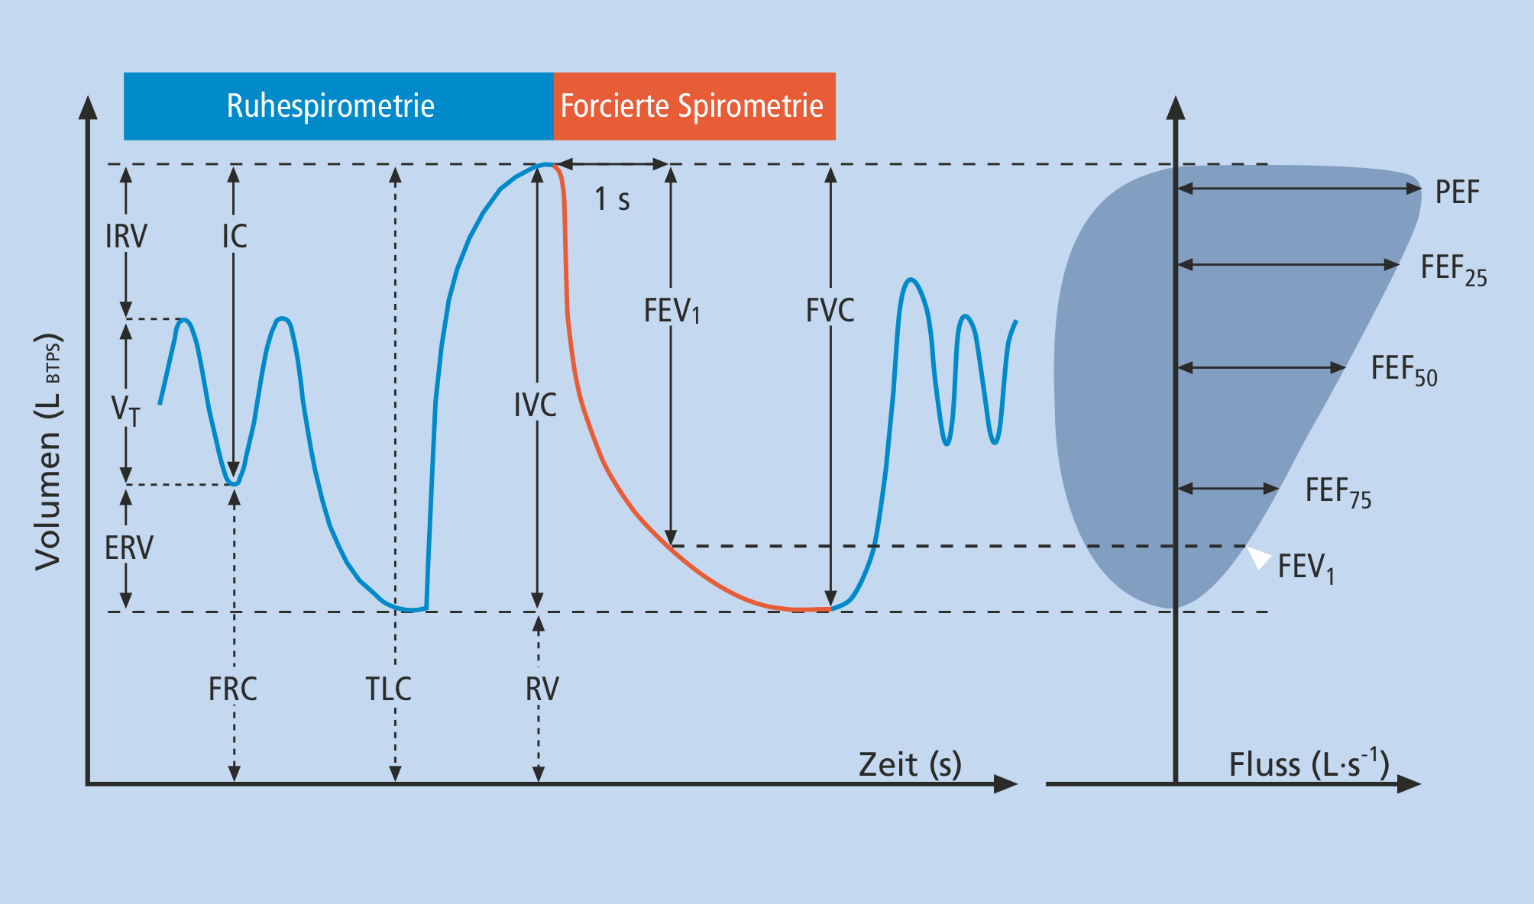 Ruhespirometrie
Forcierte Spirometrie
1 s
IRV
IC
PEF
FEF25
FEV1
FVC
FEF50
VT
IVC
Volumen (L BTPS)
FEF75
ERV
FEV1
FRC
TLC
RV
Zeit (s)
Fluss (L·s-1)